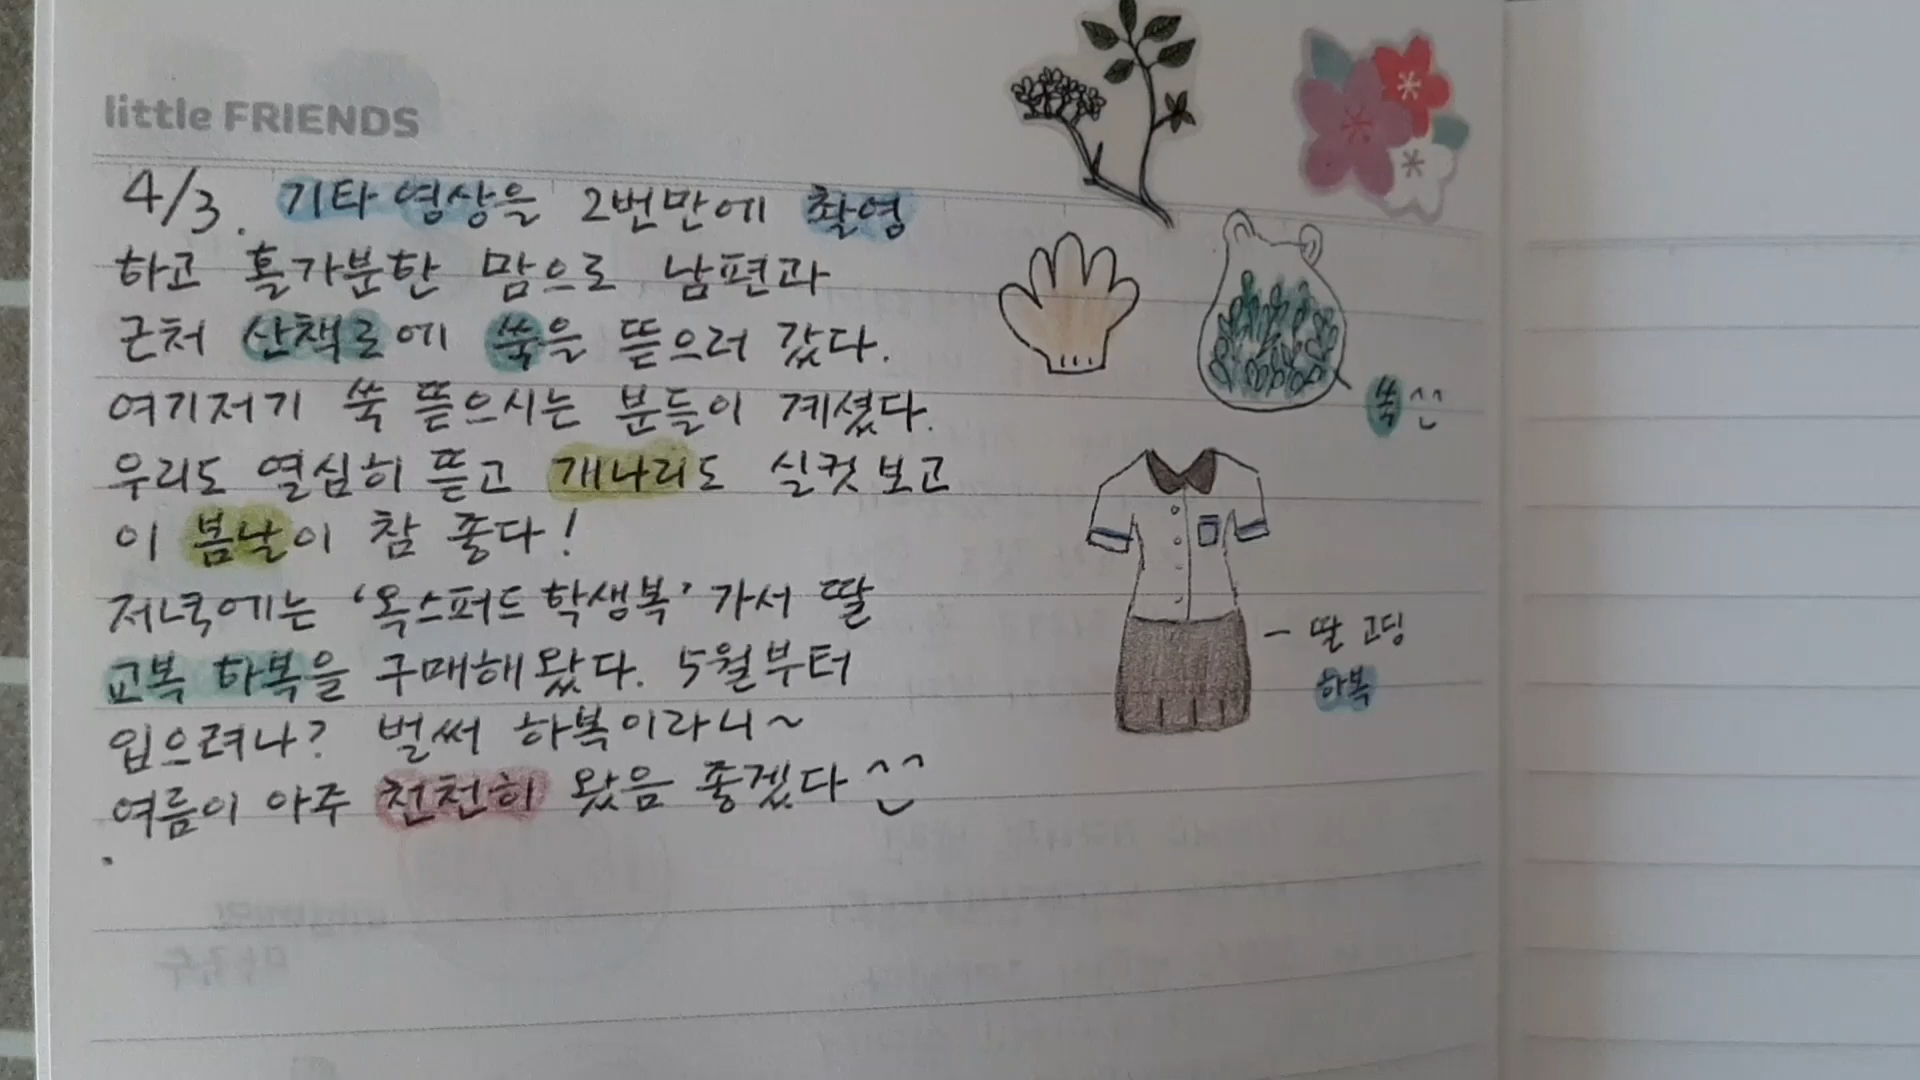 little FRIENDS
4/3. 기타 영상을 2번만에 촬영
하고 홀가분한 맘으로 남편과
근처 산책로에 쑥을 뜯으러 갔다.
여기저기 쑥 뜯으시는 분들이 계셨다.
우리도 열심히 뜯고 개나리도 실컷 보고
이 봄날이 참 좋다!
저녁에는 '옥스퍼드 학생복' 가서 딸
교복 하복을 구매해 왔다. 5월부터
입으려나? 벌써 하복이라니~
여름이 아주 천천히 왔음 좋겠다 ^^
쑥 ^^
- 딸 고딩
하복